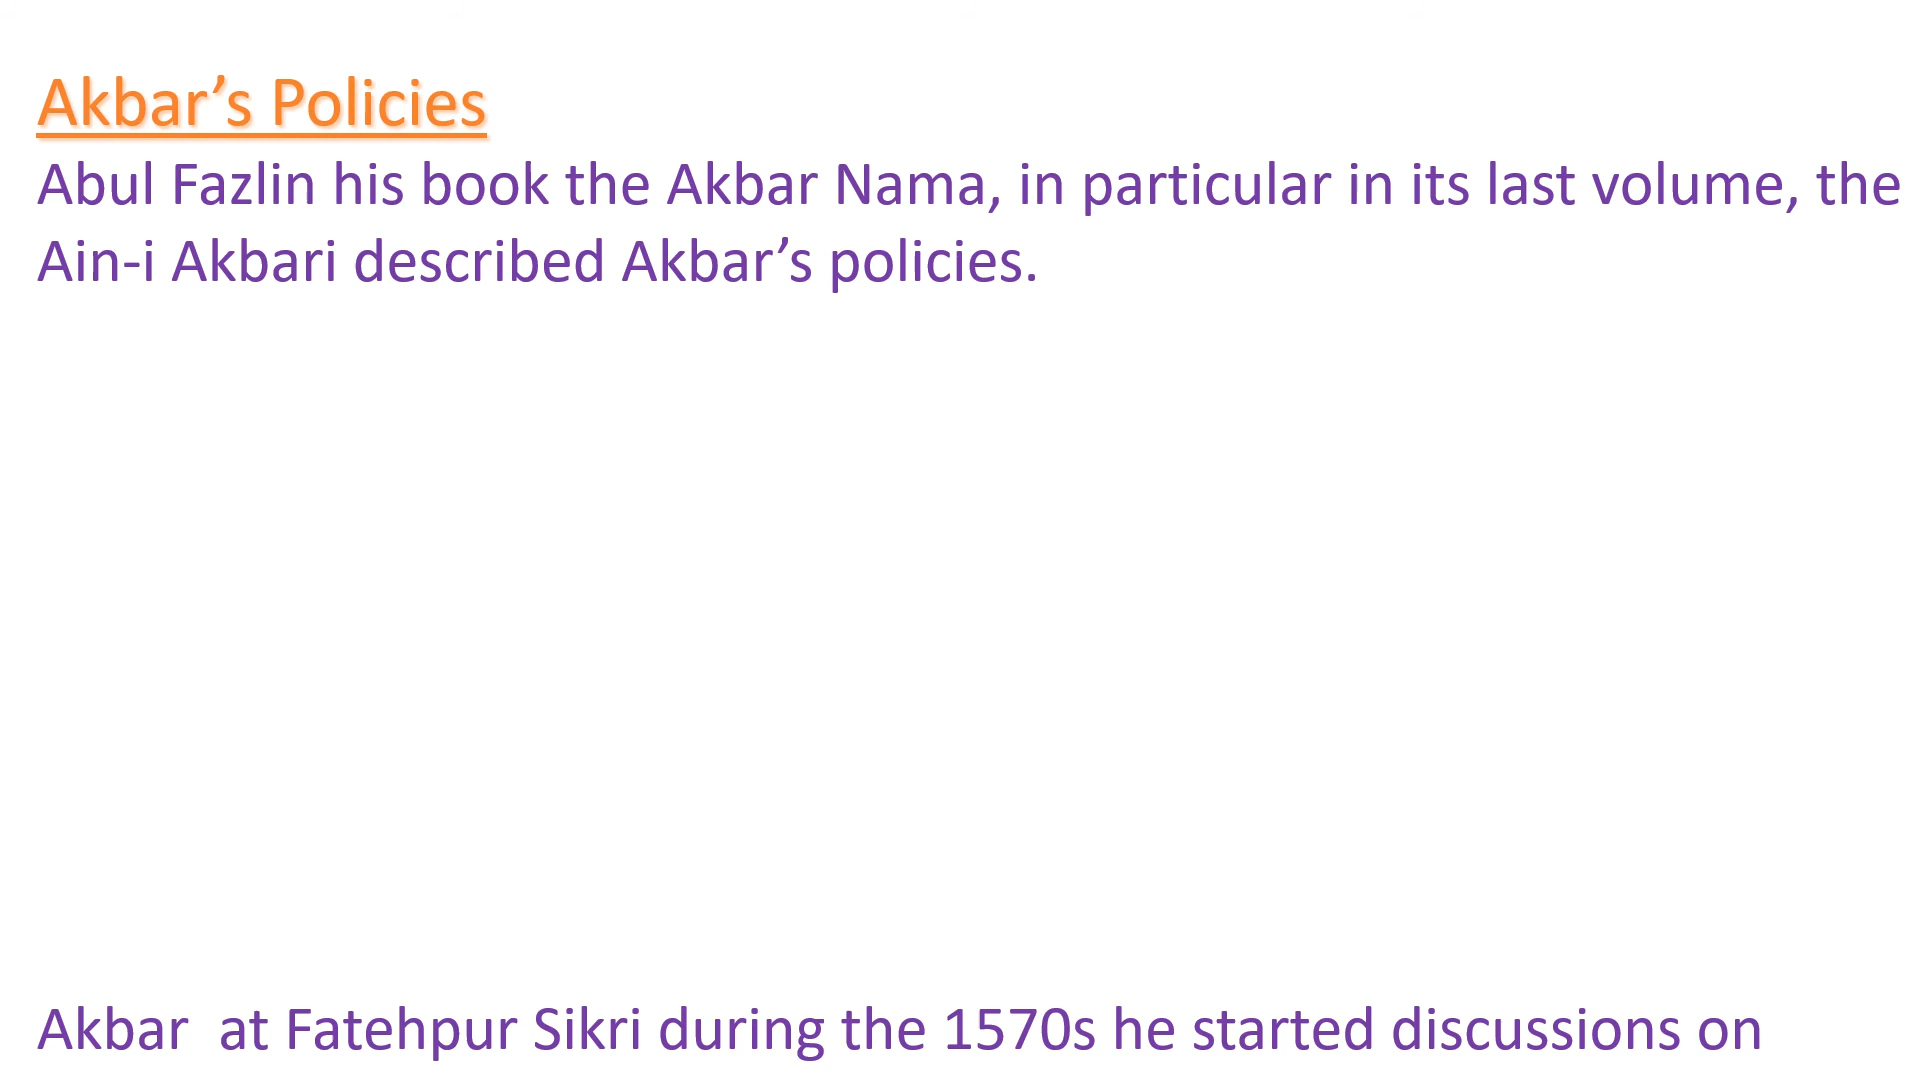 Akbar’s Policies
Abul Fazlin his book the Akbar Nama, in particular in its last volume, the
Ain-i Akbari described Akbar’s policies.
Akbar  at Fatehpur Sikri during the 1570s he started discussions on